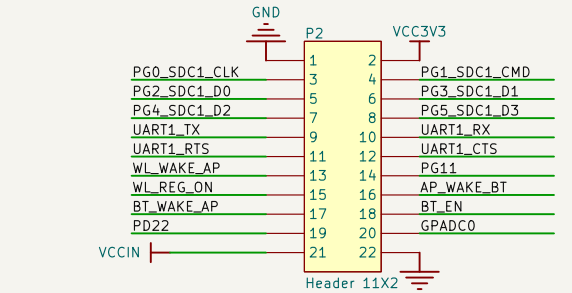 GND
P2 VCC3V3
1 2
PG0_SDC1_CLK 3 4 PG1_SDC1_CMD
PG2_SDC1_D0 5 6 PG3_SDC1_D1
PG4_SDC1_D2 7 8 PG5_SDC1_D3
UART1_TX 9 10 UART1_RX
UART1_RTS 11 12 UART1_CTS
WL_WAKE_AP 13 14 PG11
WL_REG_ON 15 16 AP_WAKE_BT
BT_WAKE_AP 17 18 BT_EN
PD22 19 20 GPADC0
VCCIN 21 22
Header 11X2